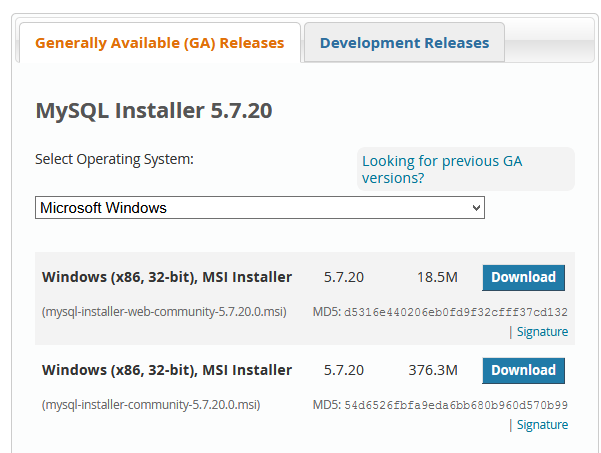 Generally Available (GA) Releases
Development Releases
MySQL Installer 5.7.20
Select Operating System:
Looking for previous GA
versions?
Microsoft Windows
Windows (x86, 32-bit), MSI Installer 5.7.20 18.5M Download
(mysql-installer-web-community-5.7.20.0.msi) MD5: d5316e440206eb0fd9f32cfff37cd132
| Signature
Windows (x86, 32-bit), MSI Installer 5.7.20 376.3M Download
(mysql-installer-community-5.7.20.0.msi) MD5: 54d6526fbfa9eda6bb680b960d570b99
| Signature